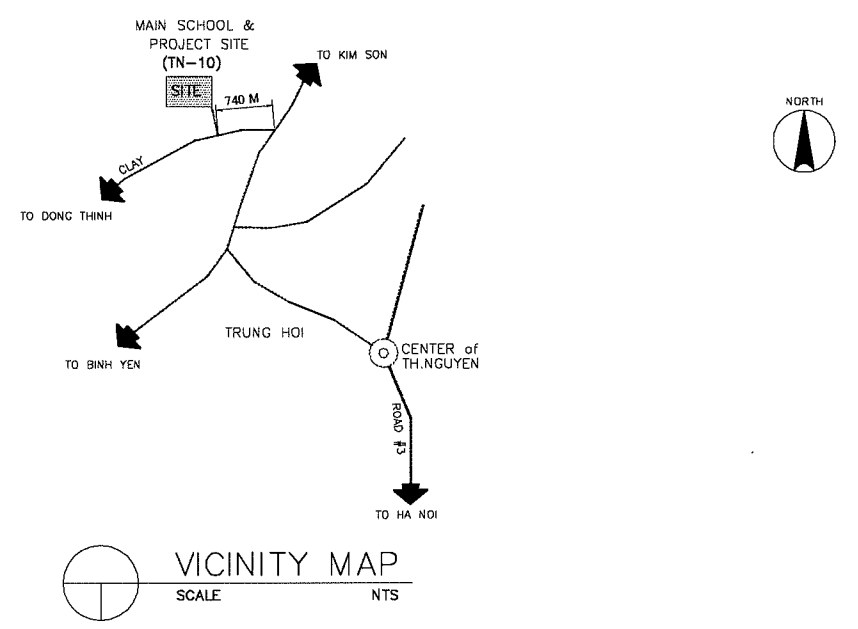 MAIN SCHOOL &
PROJECT SITE
(TN-10)
SITE
740 M
TO KIM SON
NORTH
CLAY
TO DONG THINH
TRUNG HOI
CENTER of
TH.NGUYEN
TO BINH YEN
ROAD #3
TO HA NOI
VICINITY MAP
SCALE NTS